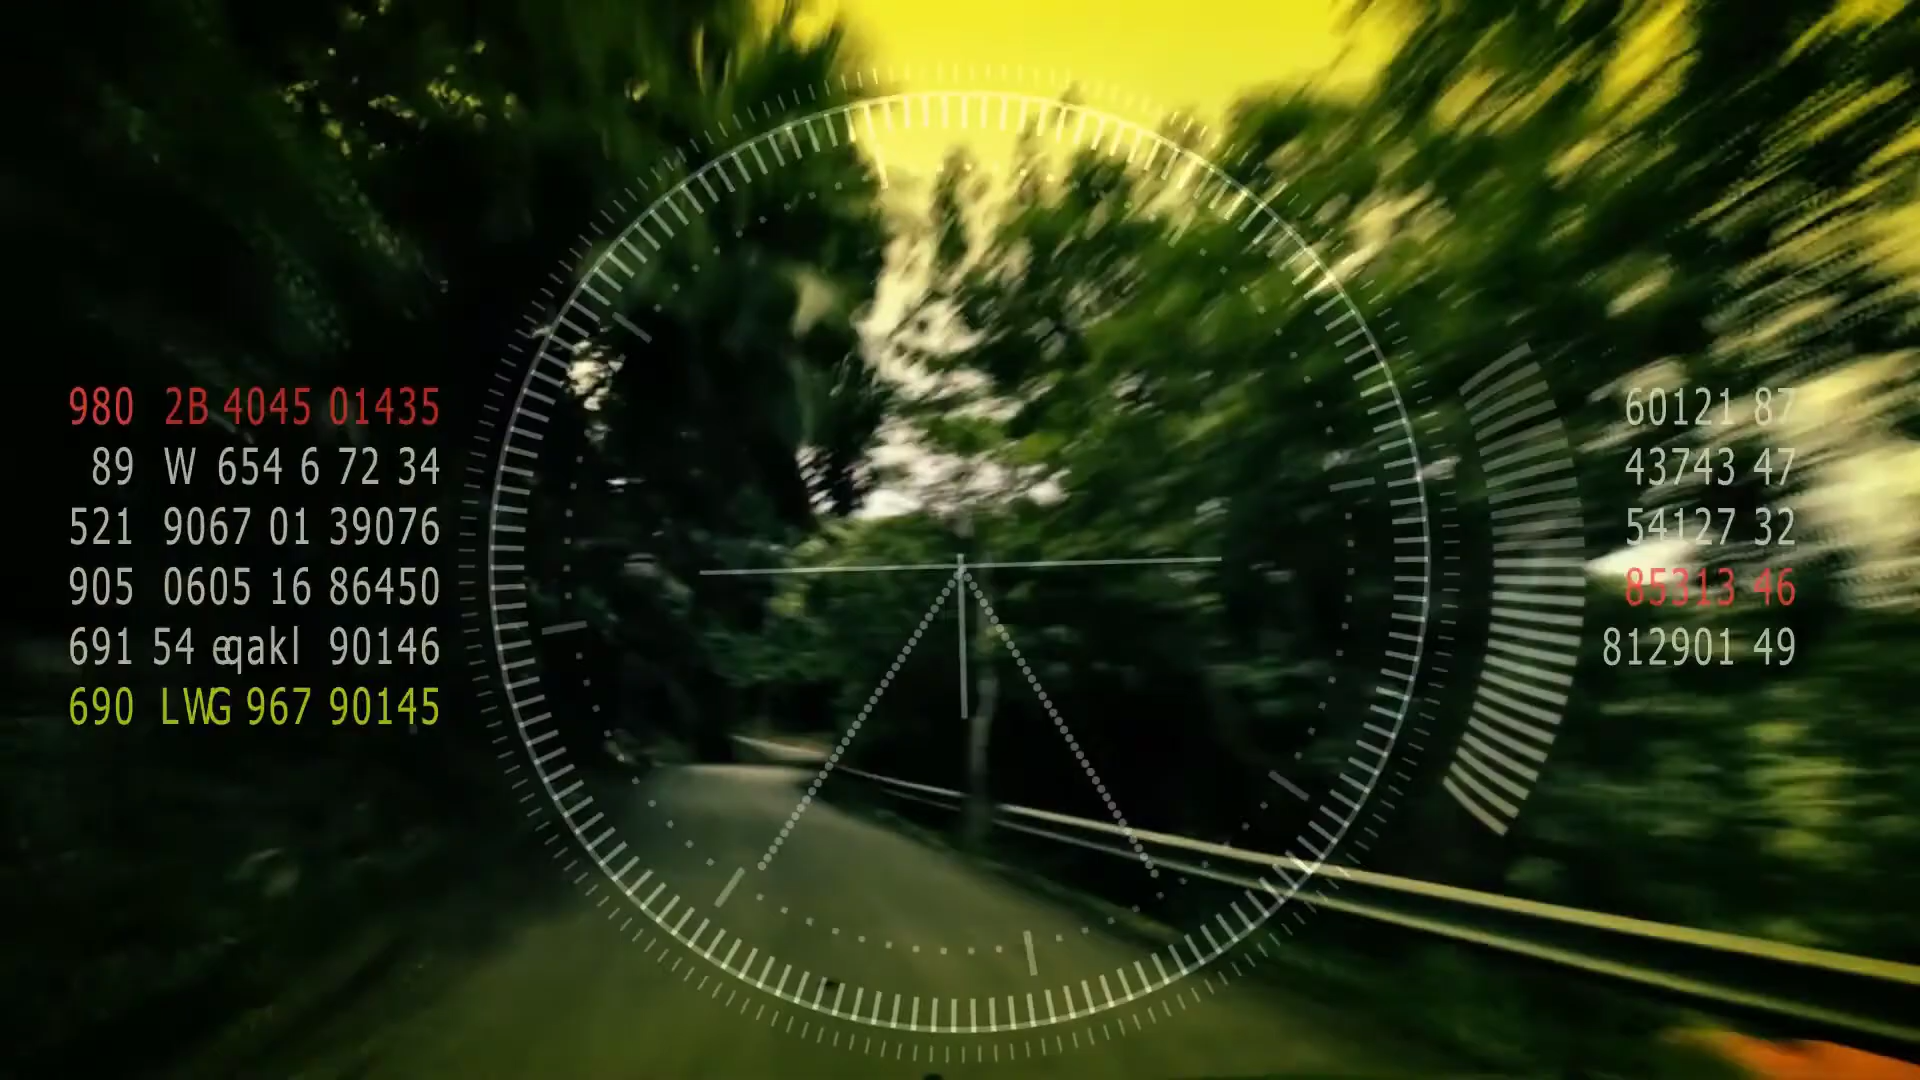 980 2B 4045 01435
89 W 654 6 72 34
521 9067 01 39076
905 0605 16 86450
691 54 eqakl 90146
690 LWG 967 90145
60121 87
43743 47
54127 32
85313 46
812901 49